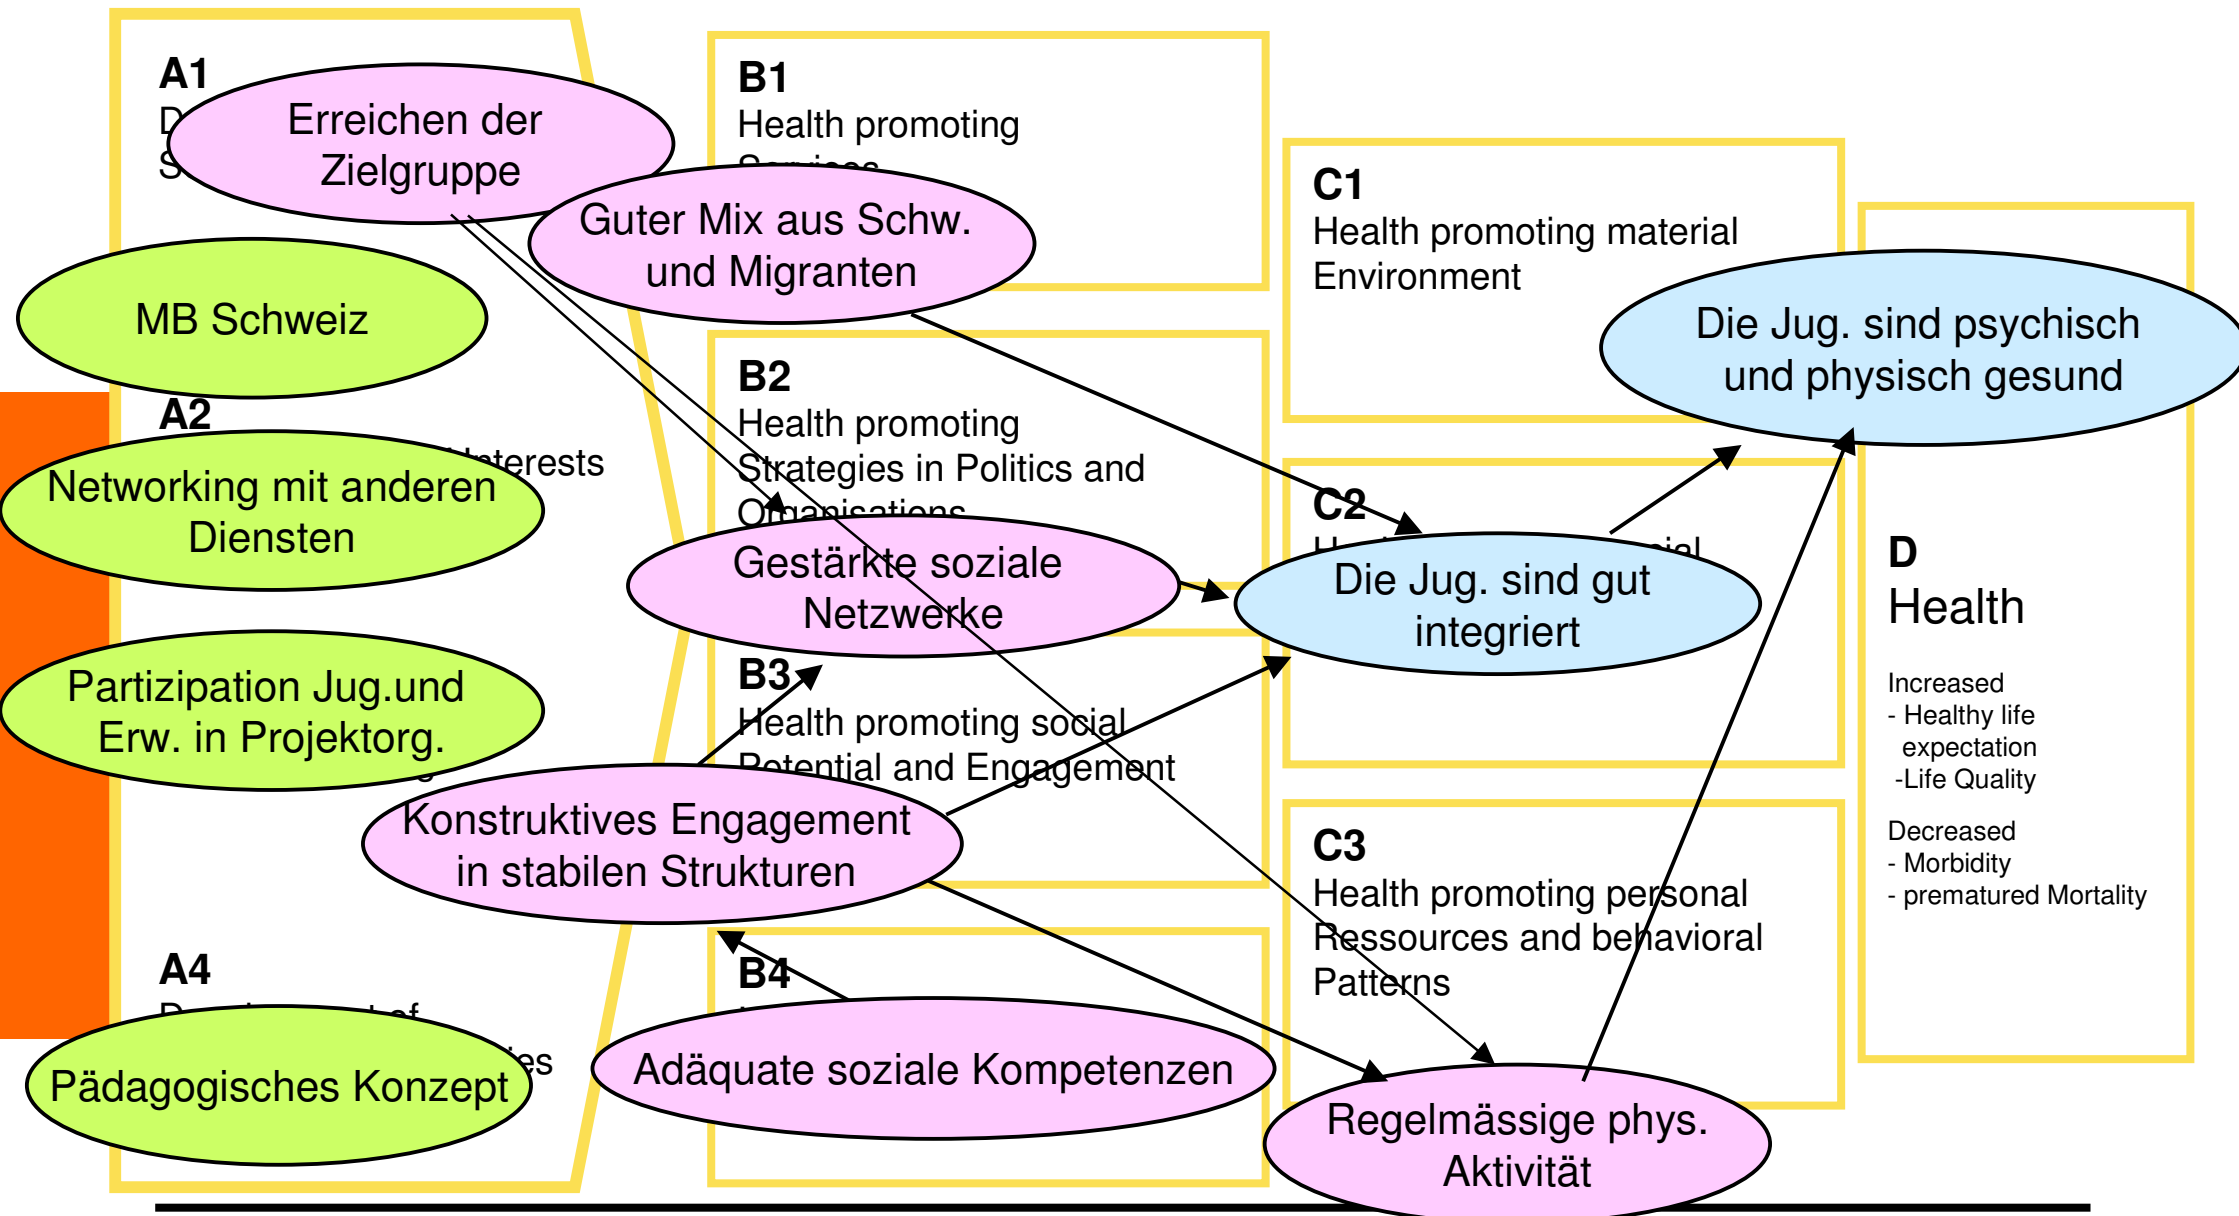 A1
Erreichen der
Zielgruppe
MB Schweiz
A2
Networking mit anderen
Diensten
Partizipation Jug.und
Erw. in Projektorg.
A4
Pädagogisches Konzept
B1
Health promoting
Services
Guter Mix aus Schw.
und Migranten
B2
Health promoting
Strategies in Politics and
Organisations
Gestärkte soziale
Netzwerke
B3
Health promoting social
Potential and Engagement
Konstruktives Engagement
in stabilen Strukturen
B4
Adäquate soziale Kompetenzen
C1
Health promoting material
Environment
C2
Die Jug. sind gut
integriert
C3
Health promoting personal
Ressources and behavioral
Patterns
Regelmässige phys.
Aktivität
Die Jug. sind psychisch
und physisch gesund
D
Health
Increased
- Healthy life
expectation
-Life Quality
Decreased
- Morbidity
- prematured Mortality